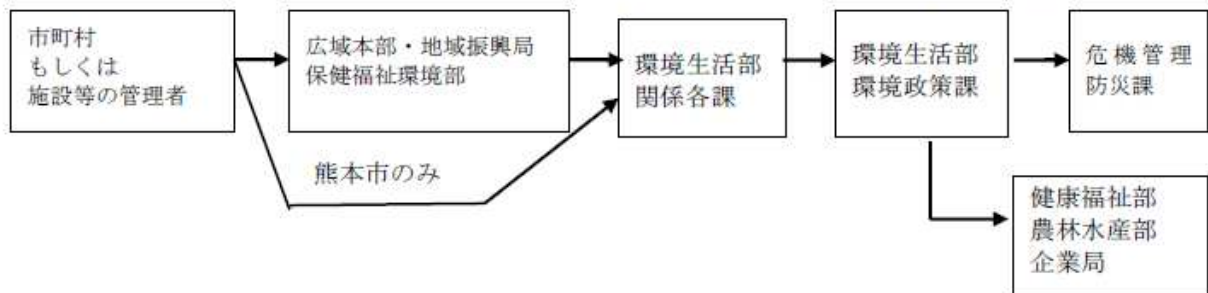 市町村
もしくは
施設等の管理者
広域本部・地域振興局
保健福祉環境部
熊本市のみ
環境生活部
関係各課
環境生活部
環境政策課
危機管理
防災課
健康福祉部
農林水産部
企業局